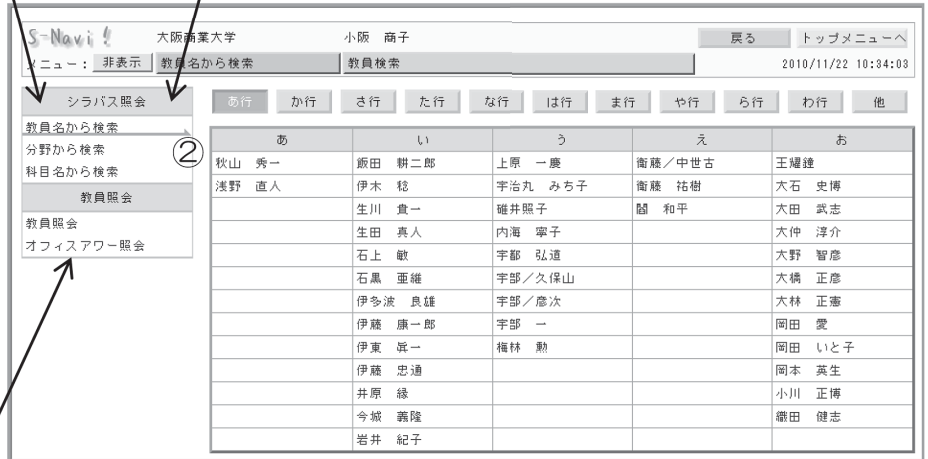 S-Navi! 大阪商業大学 小阪 商子 戻る トップメニューへ
メニュー： 非表示 教員名から検索 教員検索 2010/11/22 10:34:03
シラバス照会
教員名から検索
分野から検索
科目名から検索
教員照会
教員照会
オフィスアワー照会
②
あ行 か行 さ行 た行 な行 は行 ま行 や行 ら行 わ行 他
あ い う え お
秋山 秀一 飯田 耕二郎 上原 一慶 衛藤／中世古 王耀鐘
浅野 直人 伊木 稔 宇治丸 みち子 衛藤 祐樹 大石 史博
生川 貴一 碓井照子 閻 和平 大田 武志
生田 真人 内海 寧子 大仲 淳介
石上 敏 宇都 弘道 大野 智彦
石黒 亜維 宇部／久保山 大橋 正彦
伊多波 良雄 宇部／彦次 大林 正憲
伊藤 康一郎 宇部 一 岡田 愛
伊東 眞一 梅林 勲 岡田 いと子
伊藤 忠通 岡本 英生
井原 縁 小川 正博
今城 義隆 織田 健志
岩井 紀子